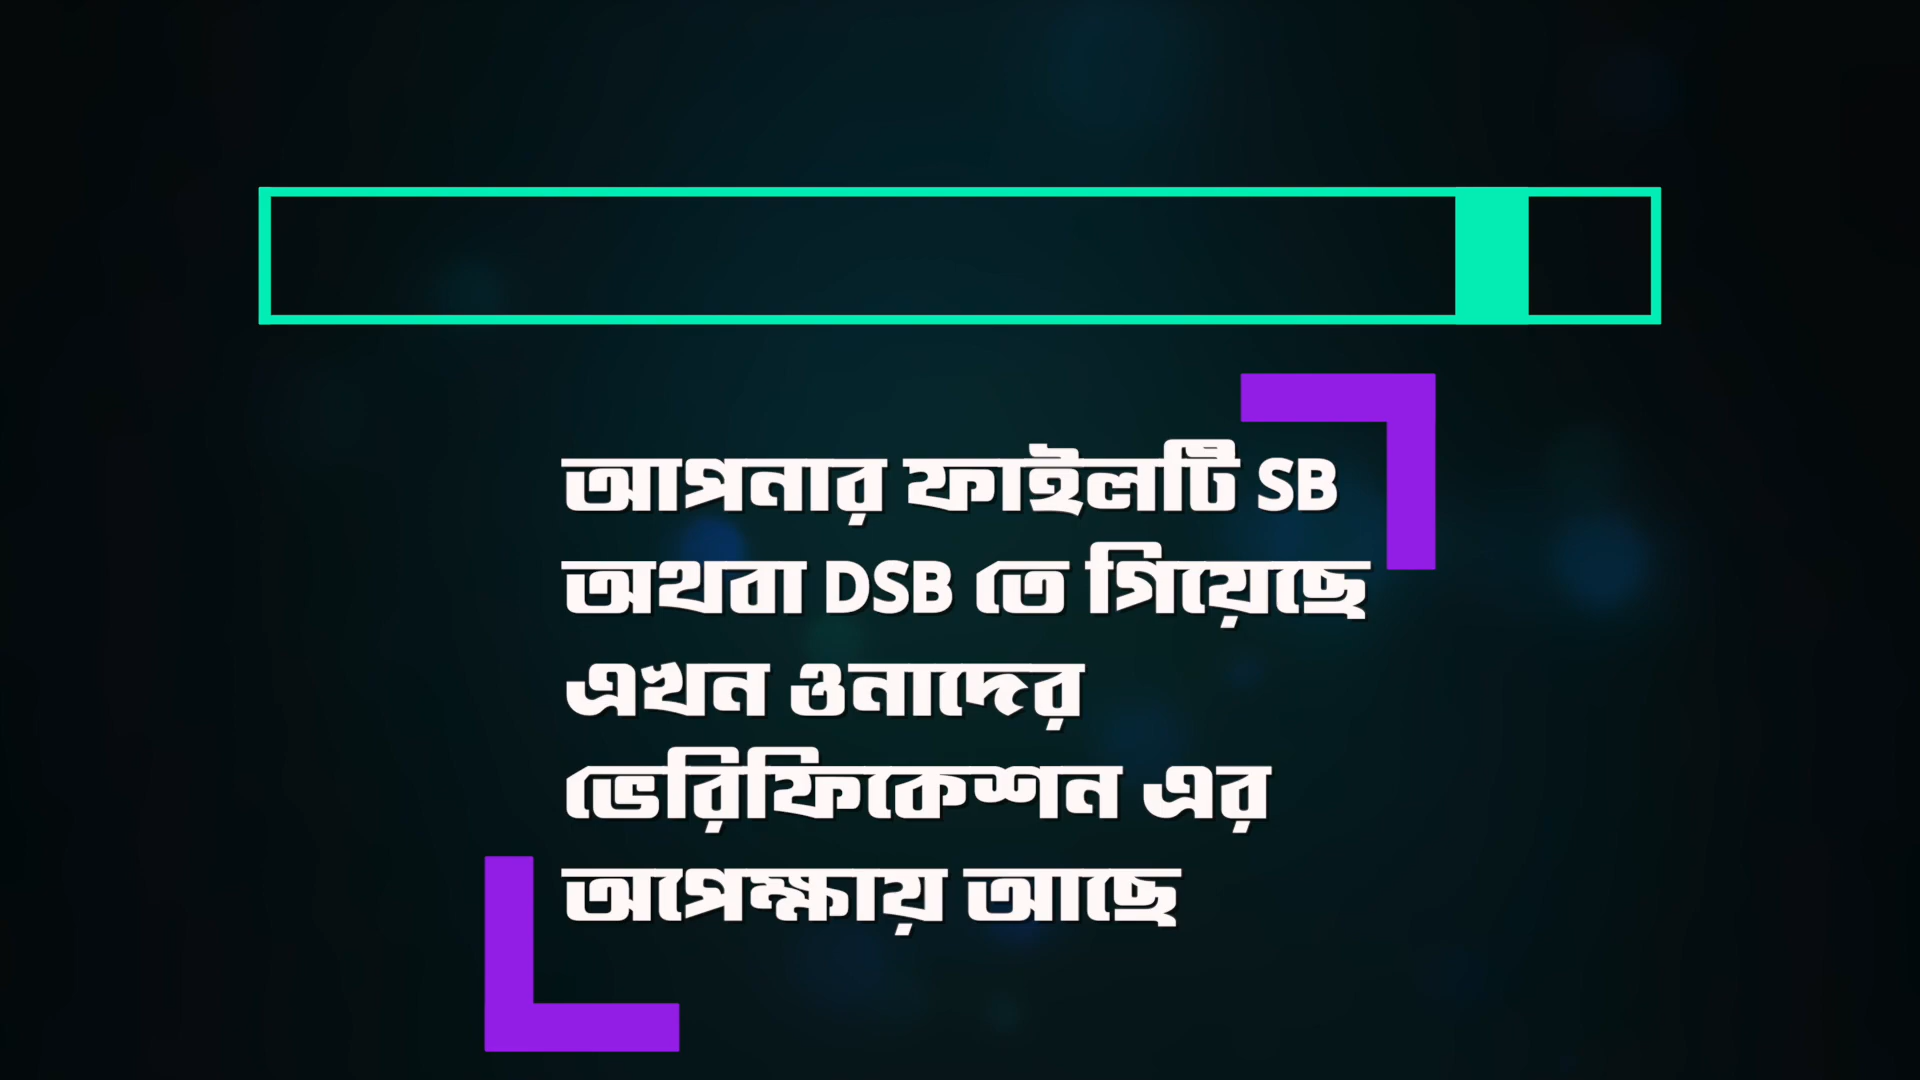 আপনার ফাইলটি SB
অথবা DSB তে গিয়েছে
এখন ওনাদের
ভেরিফিকেশন এর
অপেক্ষায় আছে